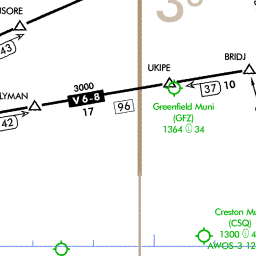 43
UKIPE
BRIDJ
3000
V 6-8
17
96
37
10
LYMAN
42
Greenfield Muni
(GFZ)
1364 34
Creston M
(CSQ)
1300
AWOS-3